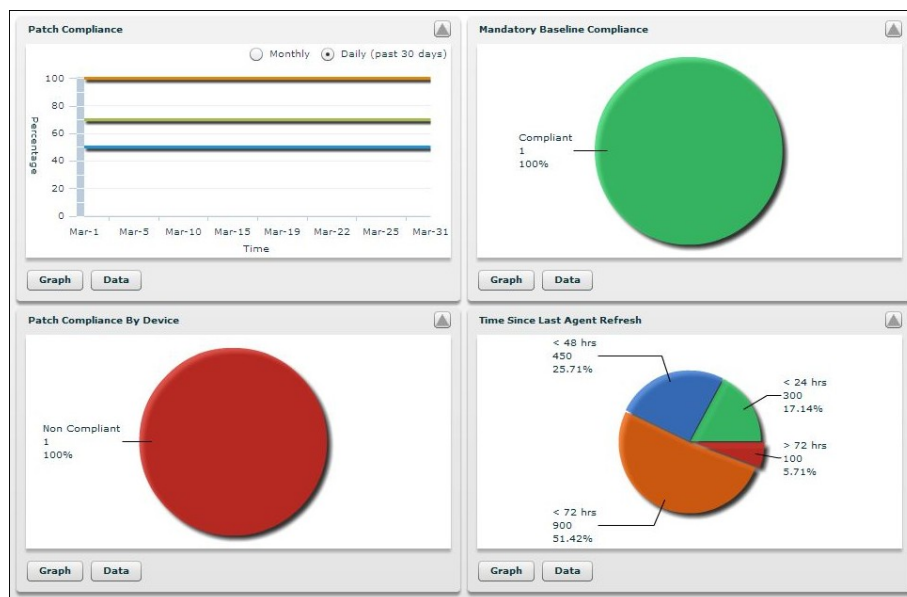 Patch Compliance
Monthly Daily (past 30 days)
100
80
60
40
20
0
Percentage
Mar-1 Mar-5 Mar-10 Mar-15 Mar-19 Mar-22 Mar-25 Mar-31
Time
Graph Data
Mandatory Baseline Compliance
Compliant
1
100%
Graph Data
Patch Compliance By Device
Non Compliant
1
100%
Graph Data
Time Since Last Agent Refresh
< 48 hrs
450
25.71%
< 24 hrs
300
17.14%
> 72 hrs
100
5.71%
< 72 hrs
900
51.42%
Graph Data